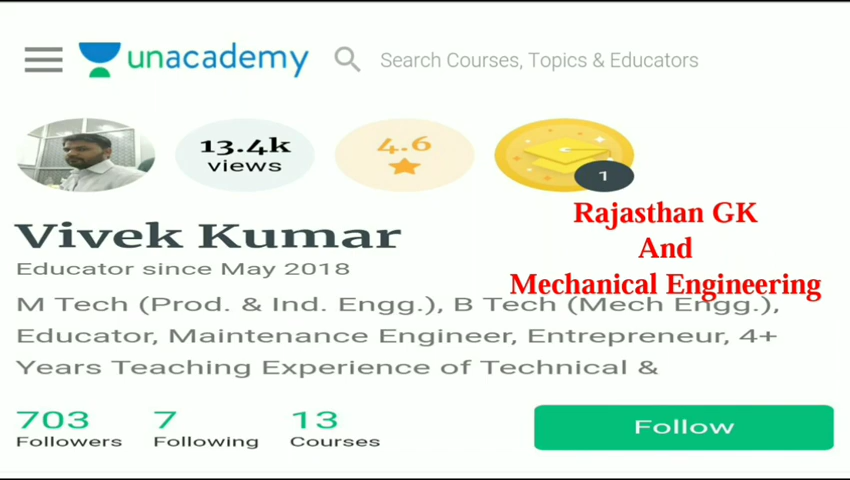 unacademy
Search Courses, Topics & Educators
13.4k
views
4.6
1
Rajasthan GK
And
Mechanical Engineering
Vivek Kumar
Educator since May 2018
M Tech (Prod. & Ind. Engg.), B Tech (Mech Engg.),
Educator, Maintenance Engineer, Entrepreneur, 4+
Years Teaching Experience of Technical &
703 7 13
Followers Following Courses
Follow